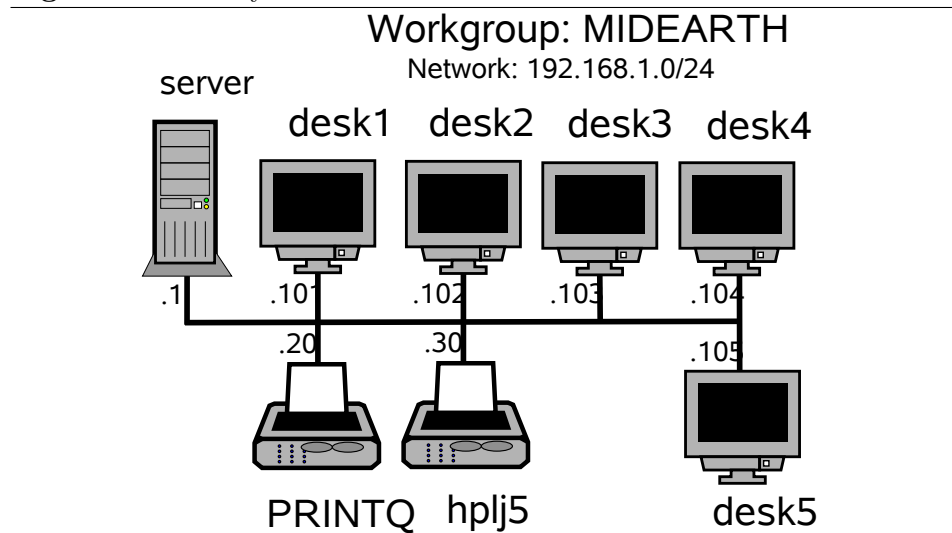 Workgroup: MIDEARTH
Network: 192.168.1.0/24
server
desk1 desk2 desk3 desk4
.1 .101 .102 .103 .104
.20 .30 .105
PRINTQ hplj5 desk5